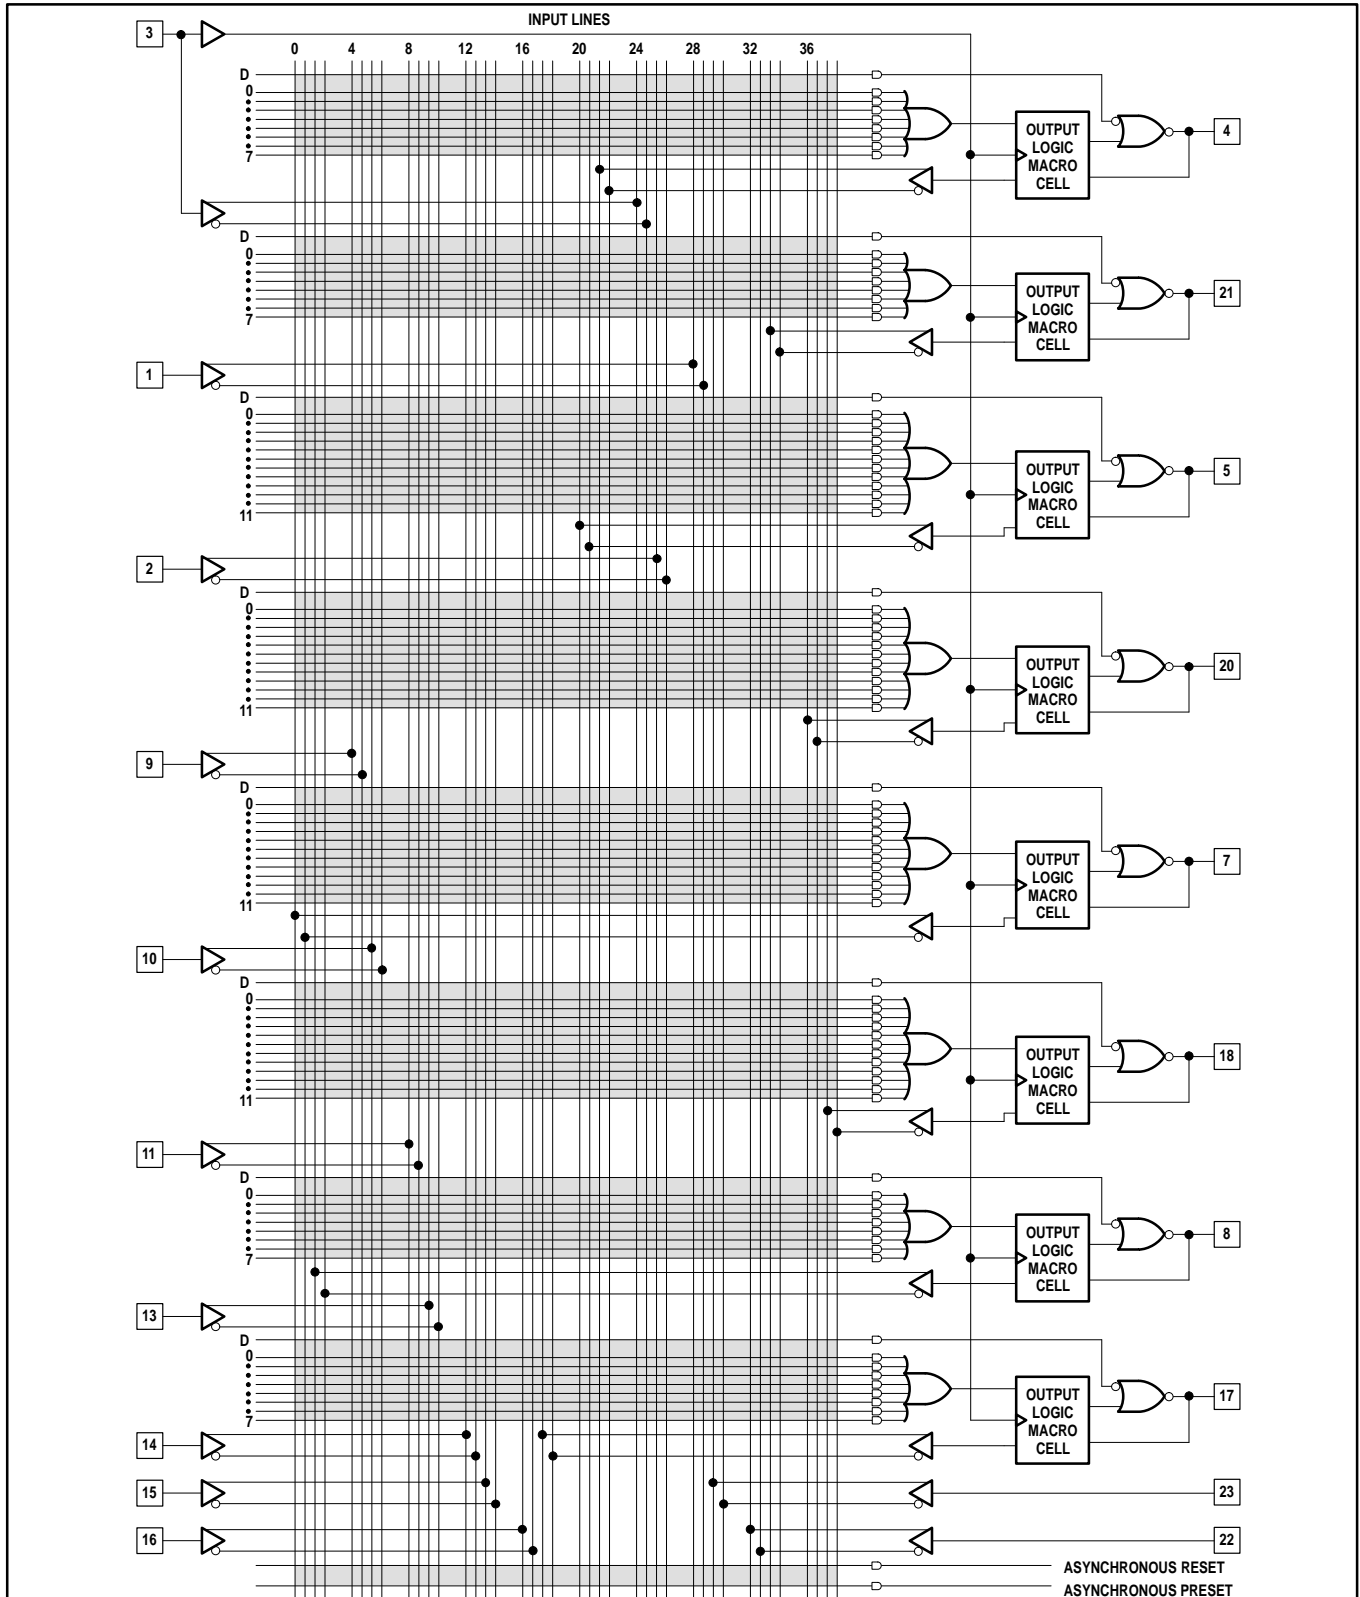 INPUT LINES
3
0 4 8 12 16 20 24 28 32 36
D
0
7
OUTPUT
LOGIC
MACRO
CELL
4
D
0
7
OUTPUT
LOGIC
MACRO
CELL
21
1
D
0
11
OUTPUT
LOGIC
MACRO
CELL
5
2
D
0
11
OUTPUT
LOGIC
MACRO
CELL
20
9
D
0
11
OUTPUT
LOGIC
MACRO
CELL
7
10
D
0
11
OUTPUT
LOGIC
MACRO
CELL
18
11
D
0
7
OUTPUT
LOGIC
MACRO
CELL
8
13
D
0
7
OUTPUT
LOGIC
MACRO
CELL
17
14
15
23
16
22
ASYNCHRONOUS RESET
ASYNCHRONOUS PRESET